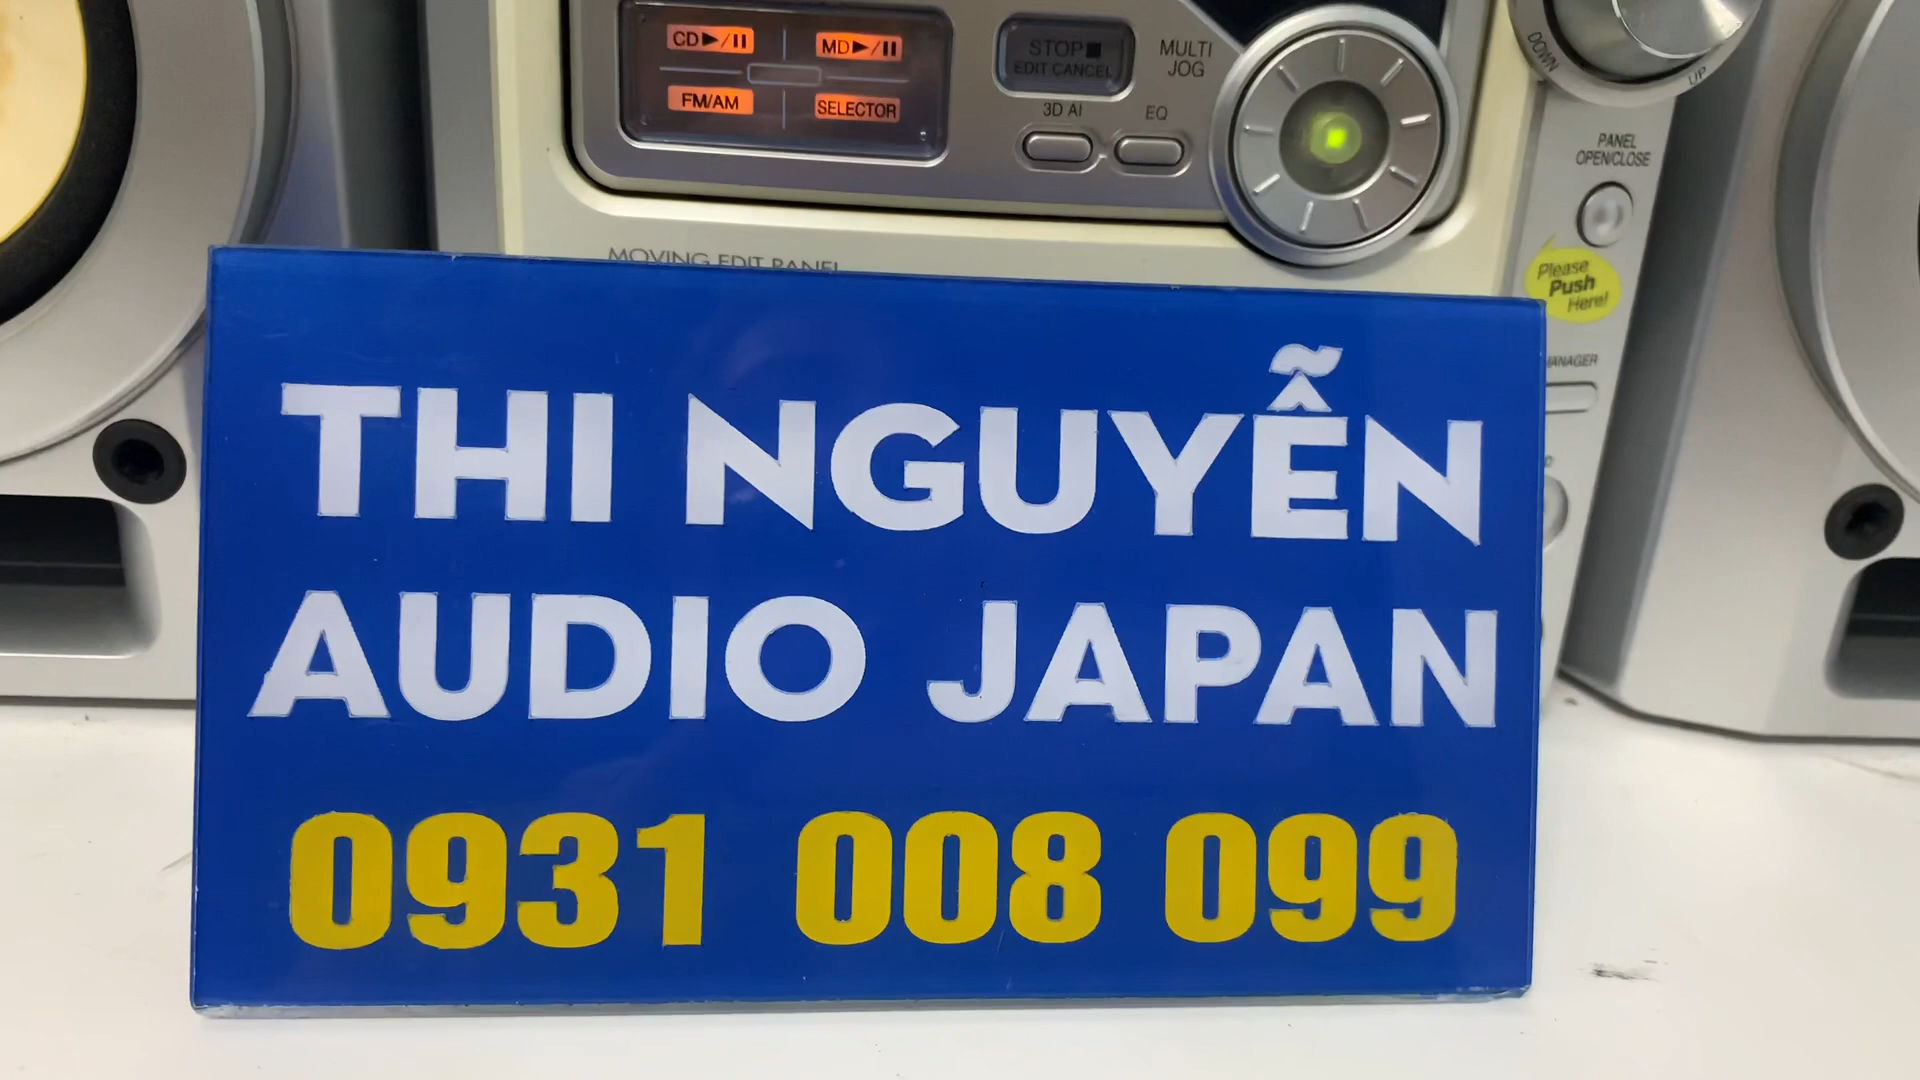 CD▶/II
MD▶/II
FM/AM
SELECTOR
STOP■
EDIT CANCEL
MULTI
JOG
3D AI
EQ
DOWN
UP
PANEL
OPEN/CLOSE
Please
Push
Here!
MOVING EDIT PANEL
MANAGER
THI NGUYỄN
AUDIO JAPAN
0931 008 099